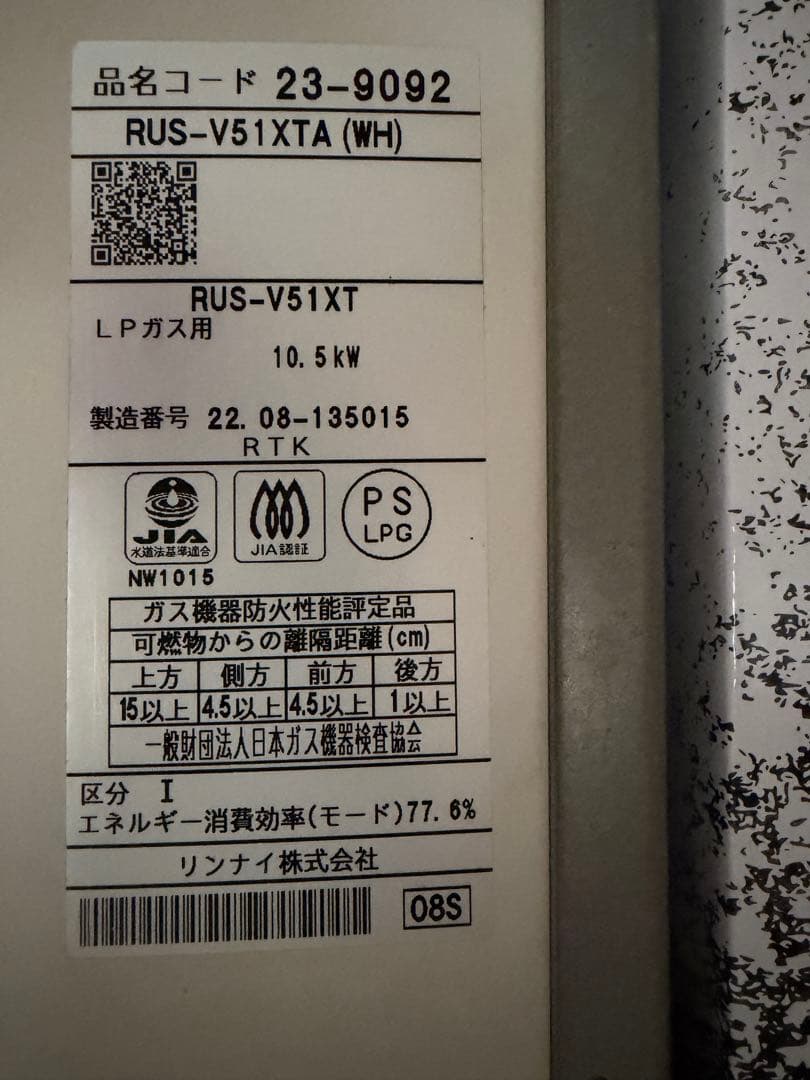 品名コード 23-9092
RUS-V51XTA(WH)
RUS-V51XT
LPガス用
10.5kW
製造番号 22.08-135015
RTK
JIA
水道法基準適合
JIA認証
PS
LPG
NW1015
ガス機器防火性能評定品
可燃物からの離隔距離(cm)
上方 側方 前方 後方
15以上 4.5以上 4.5以上 1以上
一般財団法人日本ガス機器検査協会
区分 I
エネルギー消費効率(モード)77.6%
リンナイ株式会社
08S